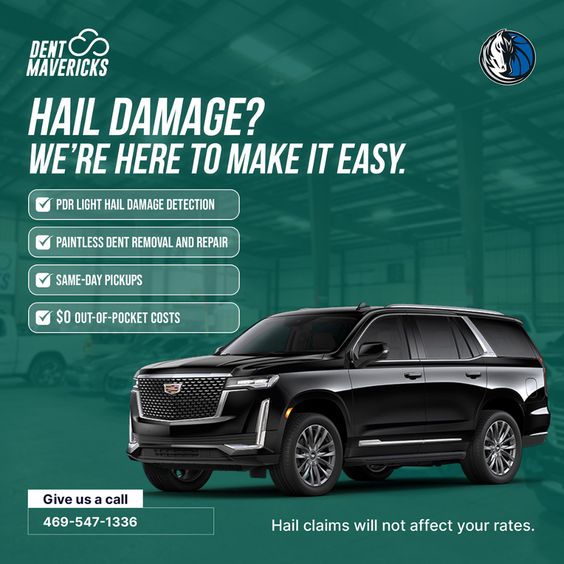 DENT
MAVERICKS
HAIL DAMAGE?
WE'RE HERE TO MAKE IT EASY.
PDR LIGHT HAIL DAMAGE DETECTION
PAINTLESS DENT REMOVAL AND REPAIR
SAME-DAY PICKUPS
$0 OUT-OF-POCKET COSTS
Give us a call
469-547-1336
Hail claims will not affect your rates.